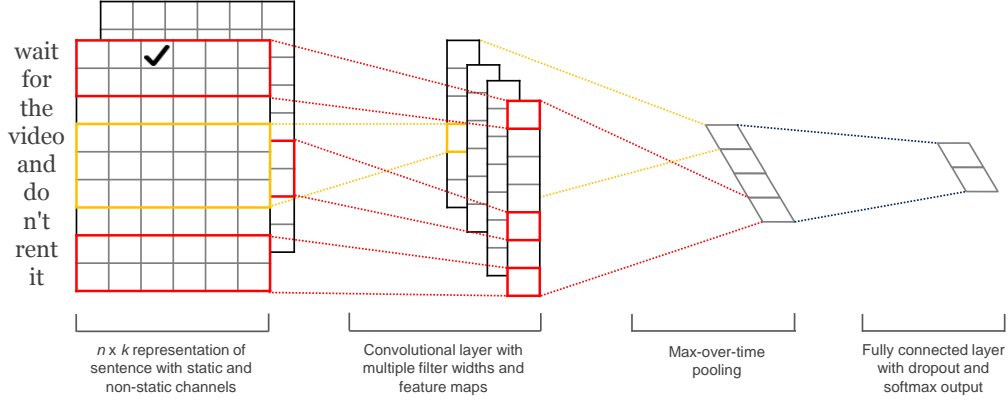 wait
for
the
video
and
do
n't
rent
it
n x k representation of
sentence with static and
non-static channels
Convolutional layer with
multiple filter widths and
feature maps
Max-over-time
pooling
Fully connected layer
with dropout and
softmax output